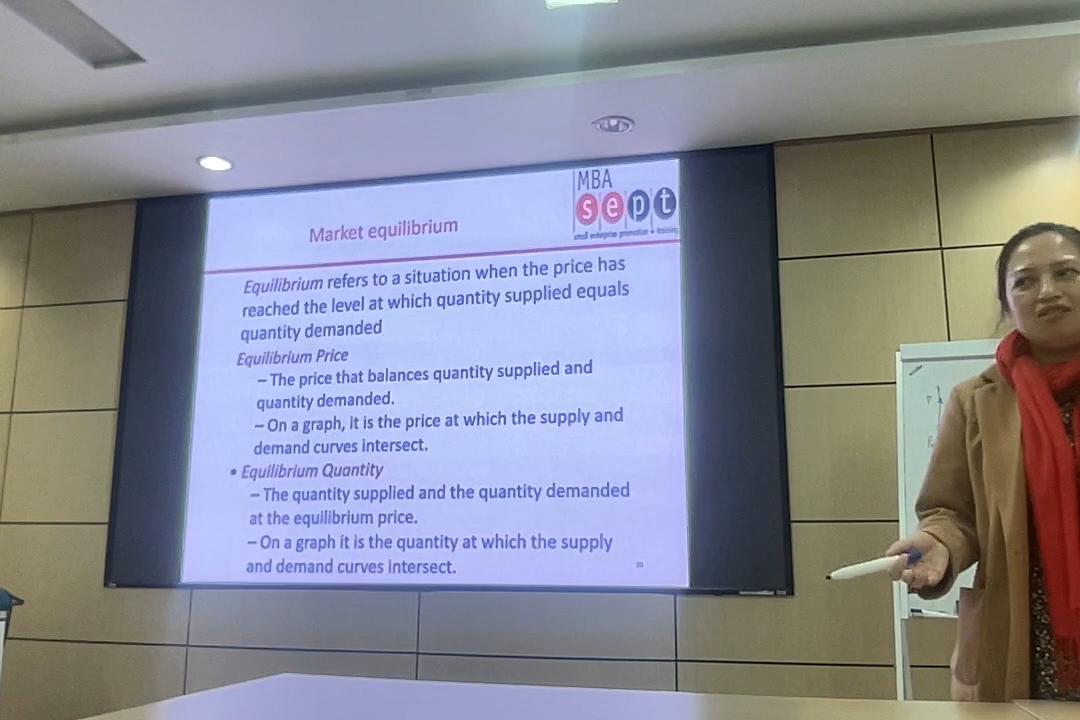 MBA
sept
small enterprise promotion + training
Market equilibrium
Equilibrium refers to a situation when the price has
reached the level at which quantity supplied equals
quantity demanded
Equilibrium Price
– The price that balances quantity supplied and
quantity demanded.
– On a graph, it is the price at which the supply and
demand curves intersect.
• Equilibrium Quantity
– The quantity supplied and the quantity demanded
at the equilibrium price.
– On a graph it is the quantity at which the supply
and demand curves intersect.